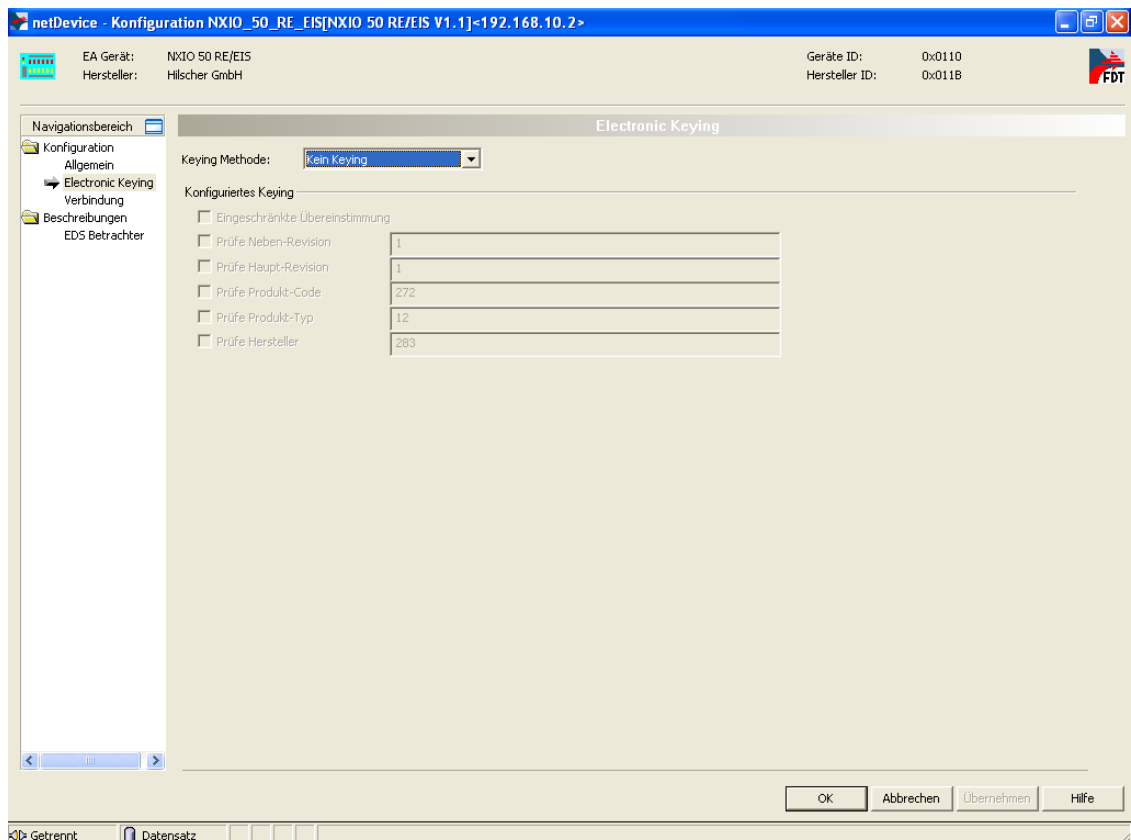 netDevice - Konfiguration NXIO_50_RE_EIS[NXIO 50 RE/EIS V1.1]<192.168.10.2>
EA Gerät: NXIO 50 RE/EIS Geräte ID: 0x0110
Hersteller: Hilscher GmbH Hersteller ID: 0x011B
FDT
Navigationsbereich
Konfiguration
Allgemein
Electronic Keying
Verbindung
Beschreibungen
EDS Betrachter
Electronic Keying
Keying Methode: Kein Keying
Konfiguriertes Keying
Eingeschränkte Übereinstimmung
Prüfe Neben-Revision 1
Prüfe Haupt-Revision 1
Prüfe Produkt-Code 272
Prüfe Produkt-Typ 12
Prüfe Hersteller 283
OK Abbrechen Übernehmen Hilfe
Getrennt Datensatz